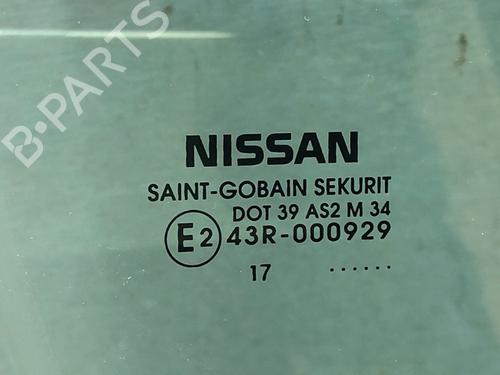 B-PARTS
NISSAN
SAINT-GOBAIN SEKURIT
DOT 39 AS2 M 34
E2 43R-000929
17 ......